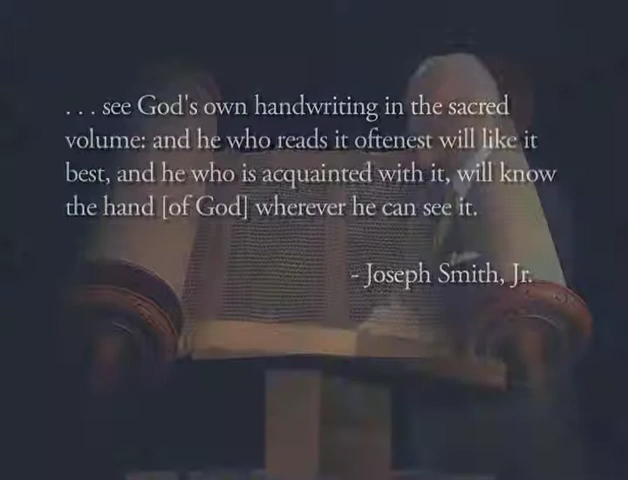 . . . see God's own handwriting in the sacred
volume: and he who reads it oftenest will like it
best, and he who is acquainted with it, will know
the hand [of God] wherever he can see it.
- Joseph Smith, Jr.